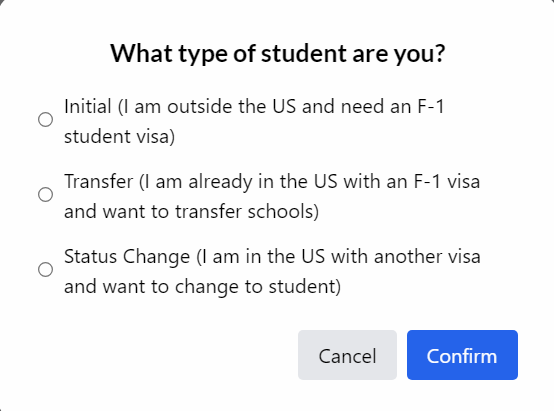 What type of student are you?
Initial (I am outside the US and need an F-1
student visa)
Transfer (I am already in the US with an F-1 visa
and want to transfer schools)
Status Change (I am in the US with another visa
and want to change to student)
Cancel
Confirm